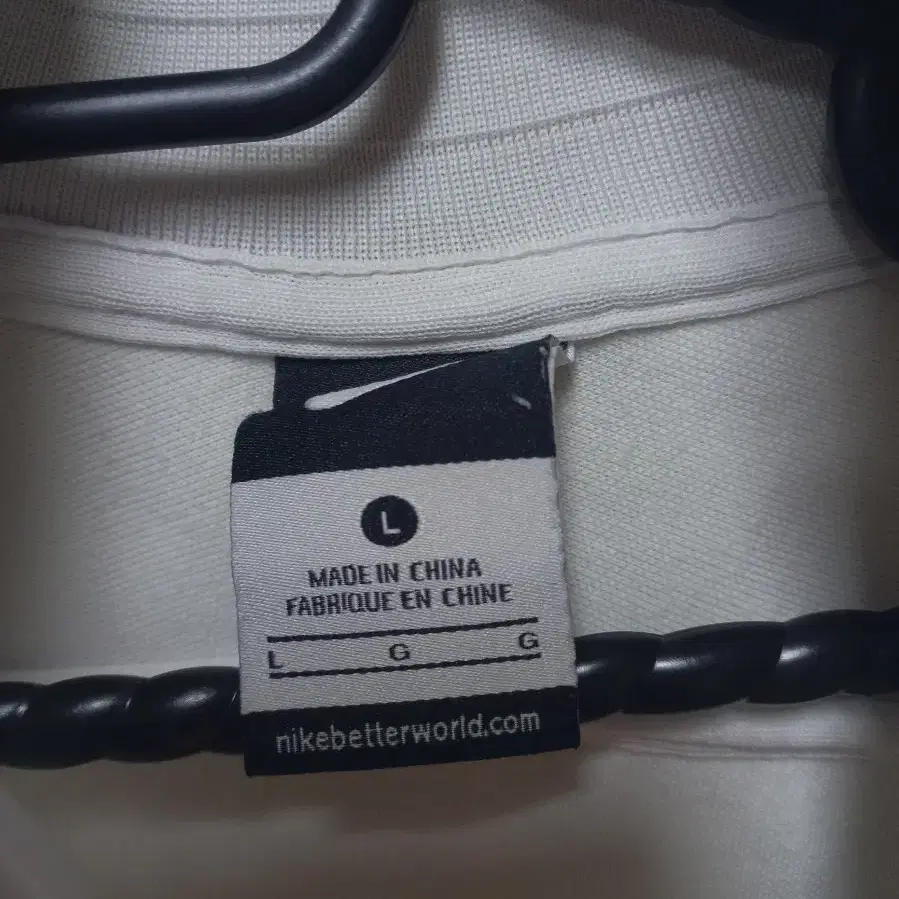 L
MADE IN CHINA
FABRIQUE EN CHINE
L G G
nikebetterworld.com